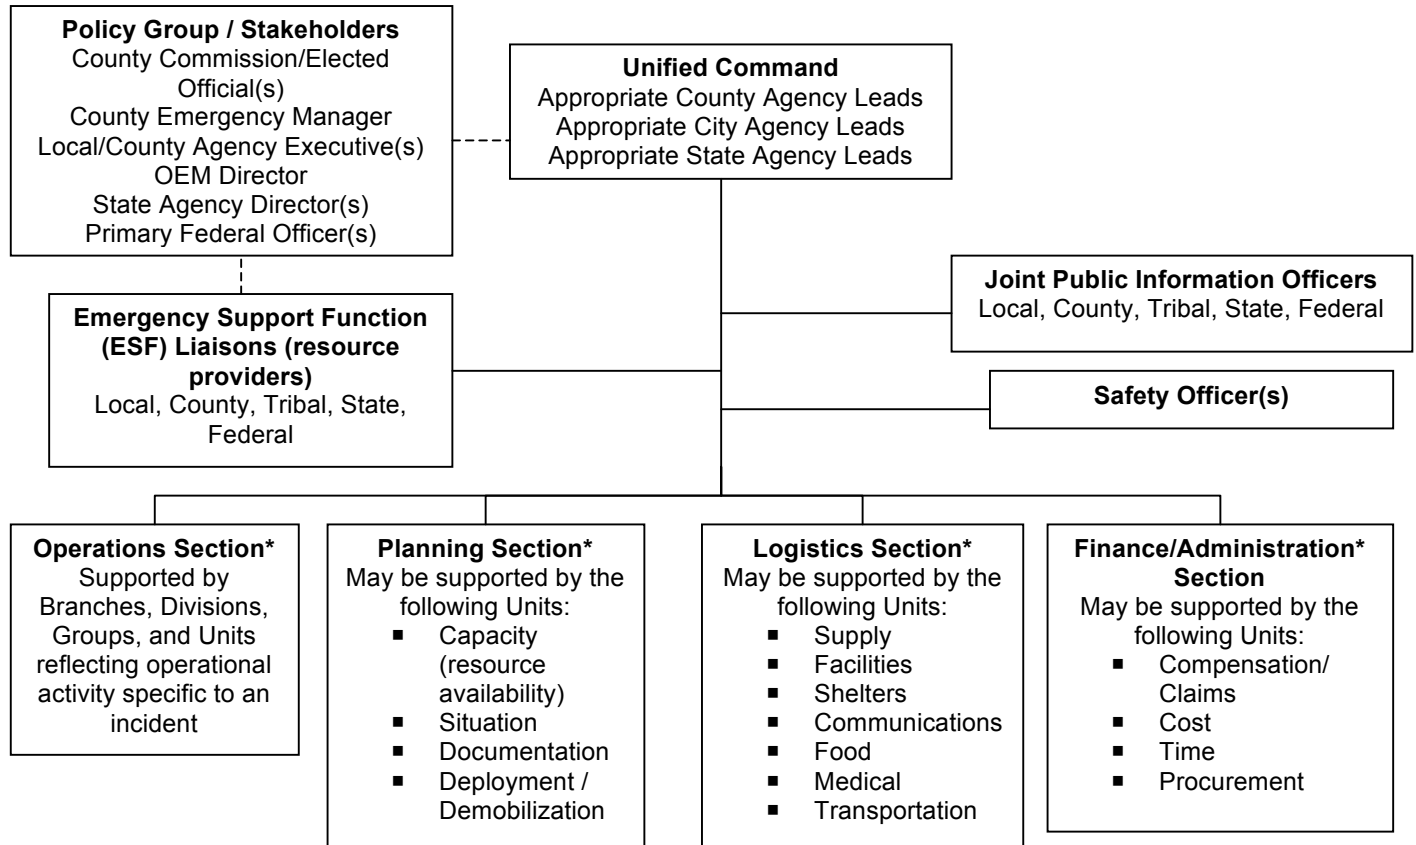 Policy Group / Stakeholders
County Commission/Elected
Official(s)
County Emergency Manager
Local/County Agency Executive(s)
OEM Director
State Agency Director(s)
Primary Federal Officer(s)
Unified Command
Appropriate County Agency Leads
Appropriate City Agency Leads
Appropriate State Agency Leads
Joint Public Information Officers
Local, County, Tribal, State, Federal
Emergency Support Function
(ESF) Liaisons (resource
providers)
Local, County, Tribal, State,
Federal
Safety Officer(s)
Operations Section*
Supported by
Branches, Divisions,
Groups, and Units
reflecting operational
activity specific to an
incident
Planning Section*
May be supported by the
following Units:
▪ Capacity
(resource
availability)
▪ Situation
▪ Documentation
▪ Deployment /
Demobilization
Logistics Section*
May be supported by the
following Units:
▪ Supply
▪ Facilities
▪ Shelters
▪ Communications
▪ Food
▪ Medical
▪ Transportation
Finance/Administration*
Section
May be supported by the
following Units:
▪ Compensation/
Claims
▪ Cost
▪ Time
▪ Procurement